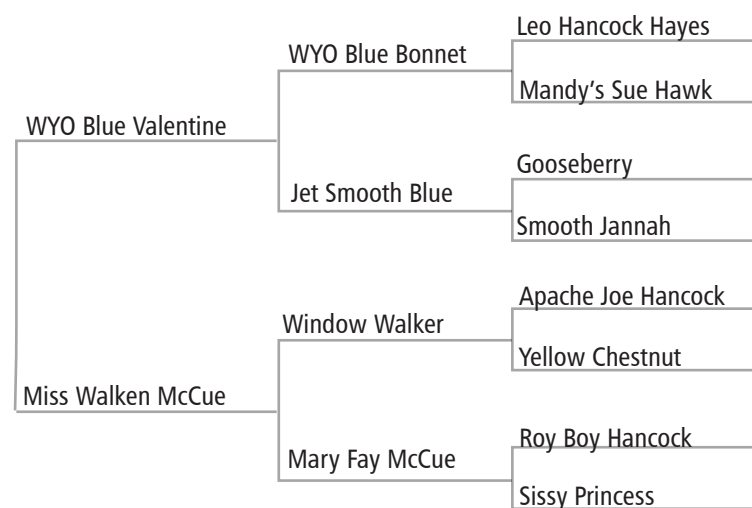 Leo Hancock Hayes
WYO Blue Bonnet
Mandy's Sue Hawk
WYO Blue Valentine
Gooseberry
Jet Smooth Blue
Smooth Jannah
Apache Joe Hancock
Window Walker
Yellow Chestnut
Miss Walken McCue
Roy Boy Hancock
Mary Fay McCue
Sissy Princess